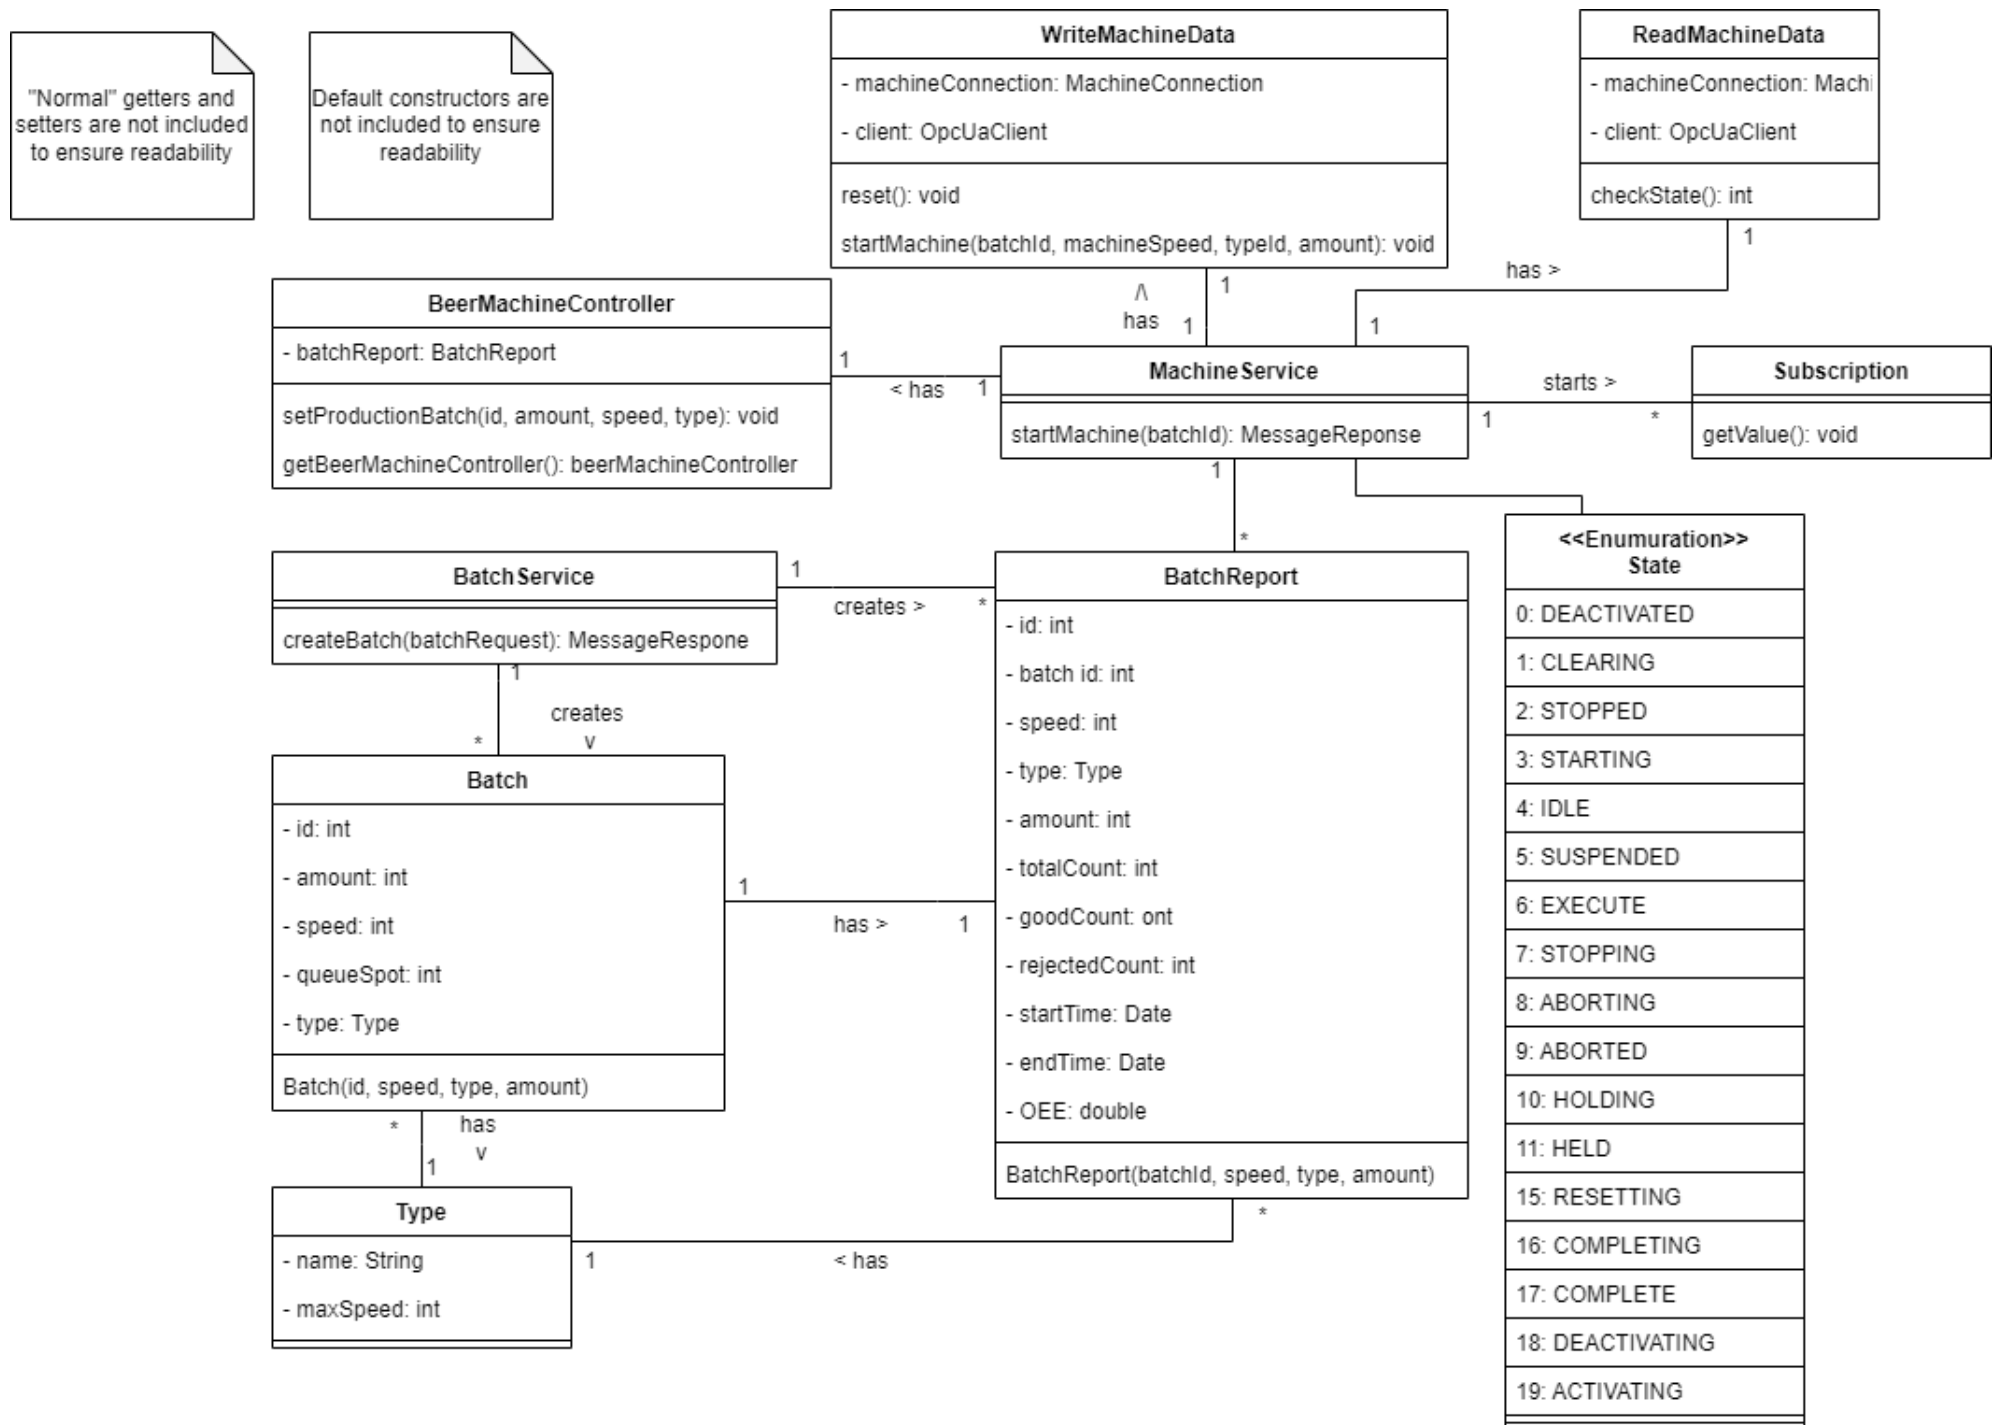 "Normal" getters and
setters are not included
to ensure readability
Default constructors are
not included to ensure
readability
WriteMachineData
- machineConnection: MachineConnection
- client: OpcUaClient
reset(): void
startMachine(batchId, machineSpeed, typeId, amount): void
ReadMachineData
- machineConnection: Machi
- client: OpcUaClient
checkState(): int
1
has >
1
/\
has
1
1
BeerMachineController
- batchReport: BatchReport
setProductionBatch(id, amount, speed, type): void
getBeerMachineController(): beerMachineController
1
< has
1
MachineService
startMachine(batchId): MessageReponse
starts >
1
*
Subscription
getValue(): void
1
*
BatchService
createBatch(batchRequest): MessageRespone
1
creates >
*
1
creates
v
*
BatchReport
- id: int
- batch id: int
- speed: int
- type: Type
- amount: int
- totalCount: int
- goodCount: ont
- rejectedCount: int
- startTime: Date
- endTime: Date
- OEE: double
BatchReport(batchId, speed, type, amount)
<<Enumuration>>
State
0: DEACTIVATED
1: CLEARING
2: STOPPED
3: STARTING
4: IDLE
5: SUSPENDED
6: EXECUTE
7: STOPPING
8: ABORTING
9: ABORTED
10: HOLDING
11: HELD
15: RESETTING
16: COMPLETING
17: COMPLETE
18: DEACTIVATING
19: ACTIVATING
Batch
- id: int
- amount: int
- speed: int
- queueSpot: int
- type: Type
Batch(id, speed, type, amount)
1
has >
1
*
has
v
1
Type
- name: String
- maxSpeed: int
1
< has
*